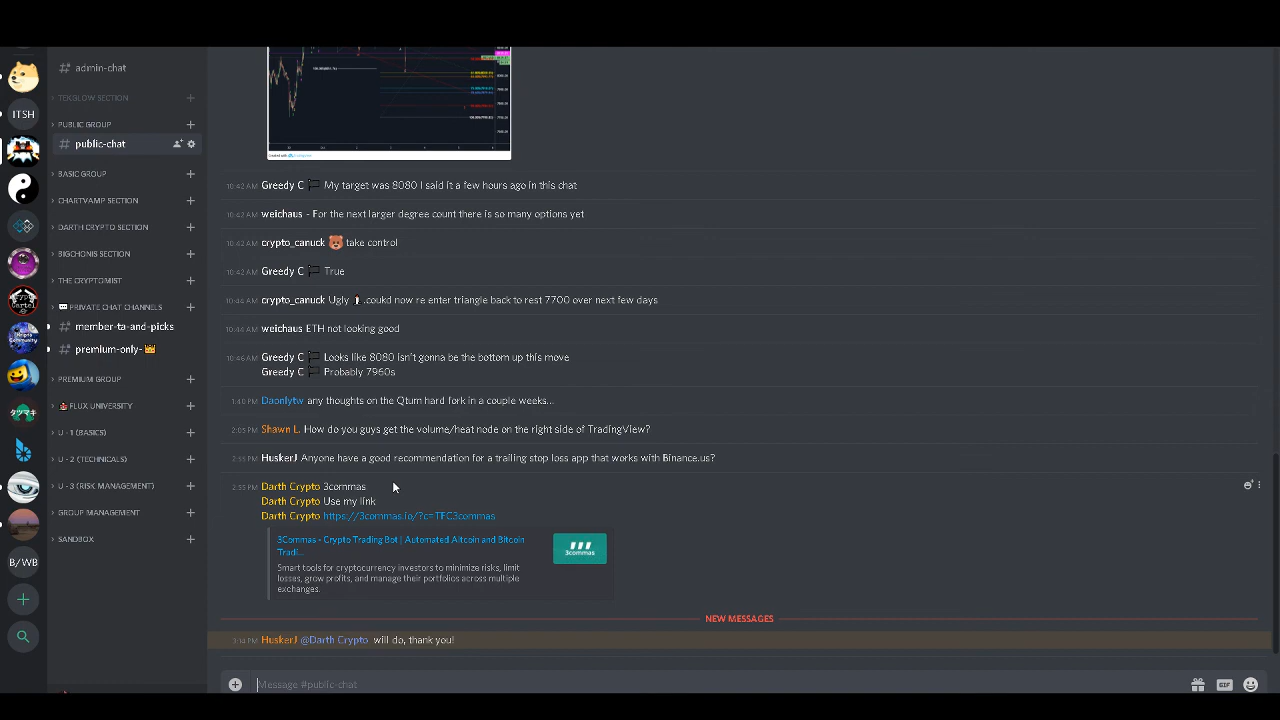 # admin-chat
TEKGLOW SECTION
PUBLIC GROUP
# public-chat
BASIC GROUP
CHARTVAMP SECTION
DARTH CRYPTO SECTION
BIGCHONIS SECTION
THE CRYPTOMIST
PRIVATE CHAT CHANNELS
# member-ta-and-picks
# premium-only-
PREMIUM GROUP
FLUX UNIVERSITY
U - 1 (BASICS)
U - 2 (TECHNICALS)
U - 3 (RISK MANAGEMENT)
GROUP MANAGEMENT
SANDBOX
ITSH
B/WB
10:42 AM Greedy C My target was 8080 I said it a few hours ago in this chat
10:42 AM weichaus - For the next larger degree count there is so many options yet
10:42 AM crypto_canuck 🐻 take control
10:42 AM Greedy C True
10:44 AM crypto_canuck Ugly .coukd now re enter triangle back to rest 7700 over next few days
10:44 AM weichaus ETH not looking good
10:46 AM Greedy C Looks like 8080 isn't gonna be the bottom up this move
Greedy C Probably 7960s
1:40 PM Daonlytw any thoughts on the Qtum hard fork in a couple weeks...
2:05 PM Shawn L. How do you guys get the volume/heat node on the right side of TradingView?
2:55 PM HuskerJ Anyone have a good recommendation for a trailing stop loss app that works with Binance.us?
2:55 PM Darth Crypto 3commas
Darth Crypto Use my link
Darth Crypto https://3commas.io/?c=TFC3commas
3Commas - Crypto Trading Bot | Automated Altcoin and Bitcoin
Tradi...
Smart tools for cryptocurrency investors to minimize risks, limit
losses, grow profits, and manage their portfolios across multiple
exchanges.
3commas
NEW MESSAGES
3:14 PM HuskerJ @Darth Crypto will do, thank you!
Message #public-chat
GIF